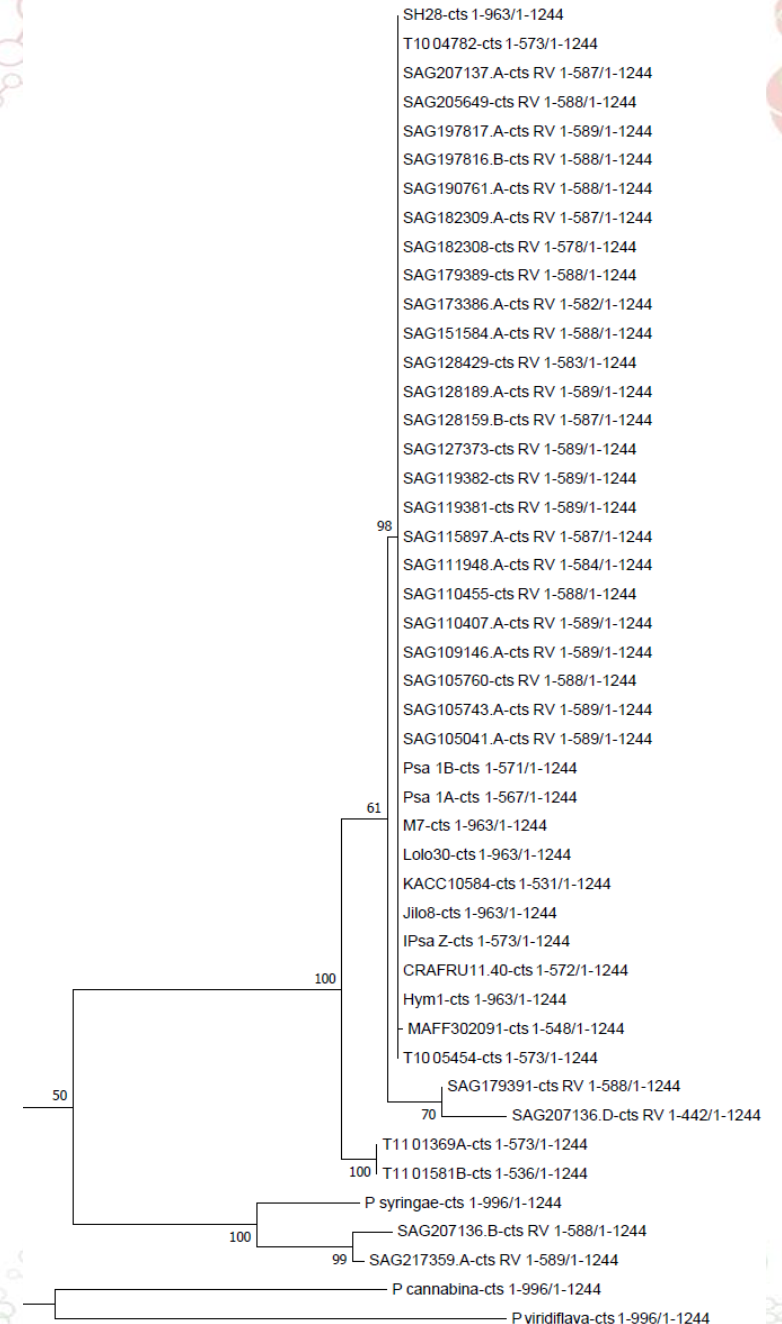 SH28-cts 1-963/1-1244
T10 04782-cts 1-573/1-1244
SAG207137.A-cts RV 1-587/1-1244
SAG205649-cts RV 1-588/1-1244
SAG197817.A-cts RV 1-589/1-1244
SAG197816.B-cts RV 1-588/1-1244
SAG190761.A-cts RV 1-588/1-1244
SAG182309.A-cts RV 1-587/1-1244
SAG182308-cts RV 1-578/1-1244
SAG179389-cts RV 1-588/1-1244
SAG173386.A-cts RV 1-582/1-1244
SAG151584.A-cts RV 1-588/1-1244
SAG128429-cts RV 1-583/1-1244
SAG128189.A-cts RV 1-589/1-1244
SAG128159.B-cts RV 1-587/1-1244
SAG127373-cts RV 1-589/1-1244
SAG119382-cts RV 1-589/1-1244
SAG119381-cts RV 1-589/1-1244
98
SAG115897.A-cts RV 1-587/1-1244
SAG111948.A-cts RV 1-584/1-1244
SAG110455-cts RV 1-588/1-1244
SAG110407.A-cts RV 1-589/1-1244
SAG109146.A-cts RV 1-589/1-1244
SAG105760-cts RV 1-588/1-1244
SAG105743.A-cts RV 1-589/1-1244
SAG105041.A-cts RV 1-589/1-1244
Psa 1B-cts 1-571/1-1244
Psa 1A-cts 1-567/1-1244
61
M7-cts 1-963/1-1244
Lolo30-cts 1-963/1-1244
KACC10584-cts 1-531/1-1244
Jilo8-cts 1-963/1-1244
IPsa Z-cts 1-573/1-1244
CRAFRU11.40-cts 1-572/1-1244
100
Hym1-cts 1-963/1-1244
MAFF302091-cts 1-548/1-1244
T10 05454-cts 1-573/1-1244
SAG179391-cts RV 1-588/1-1244
50
70
SAG207136.D-cts RV 1-442/1-1244
T11 01369A-cts 1-573/1-1244
100
T11 01581B-cts 1-536/1-1244
P syringae-cts 1-996/1-1244
100
SAG207136.B-cts RV 1-588/1-1244
99
SAG217359.A-cts RV 1-589/1-1244
P cannabina-cts 1-996/1-1244
P viridiflava-cts 1-996/1-1244